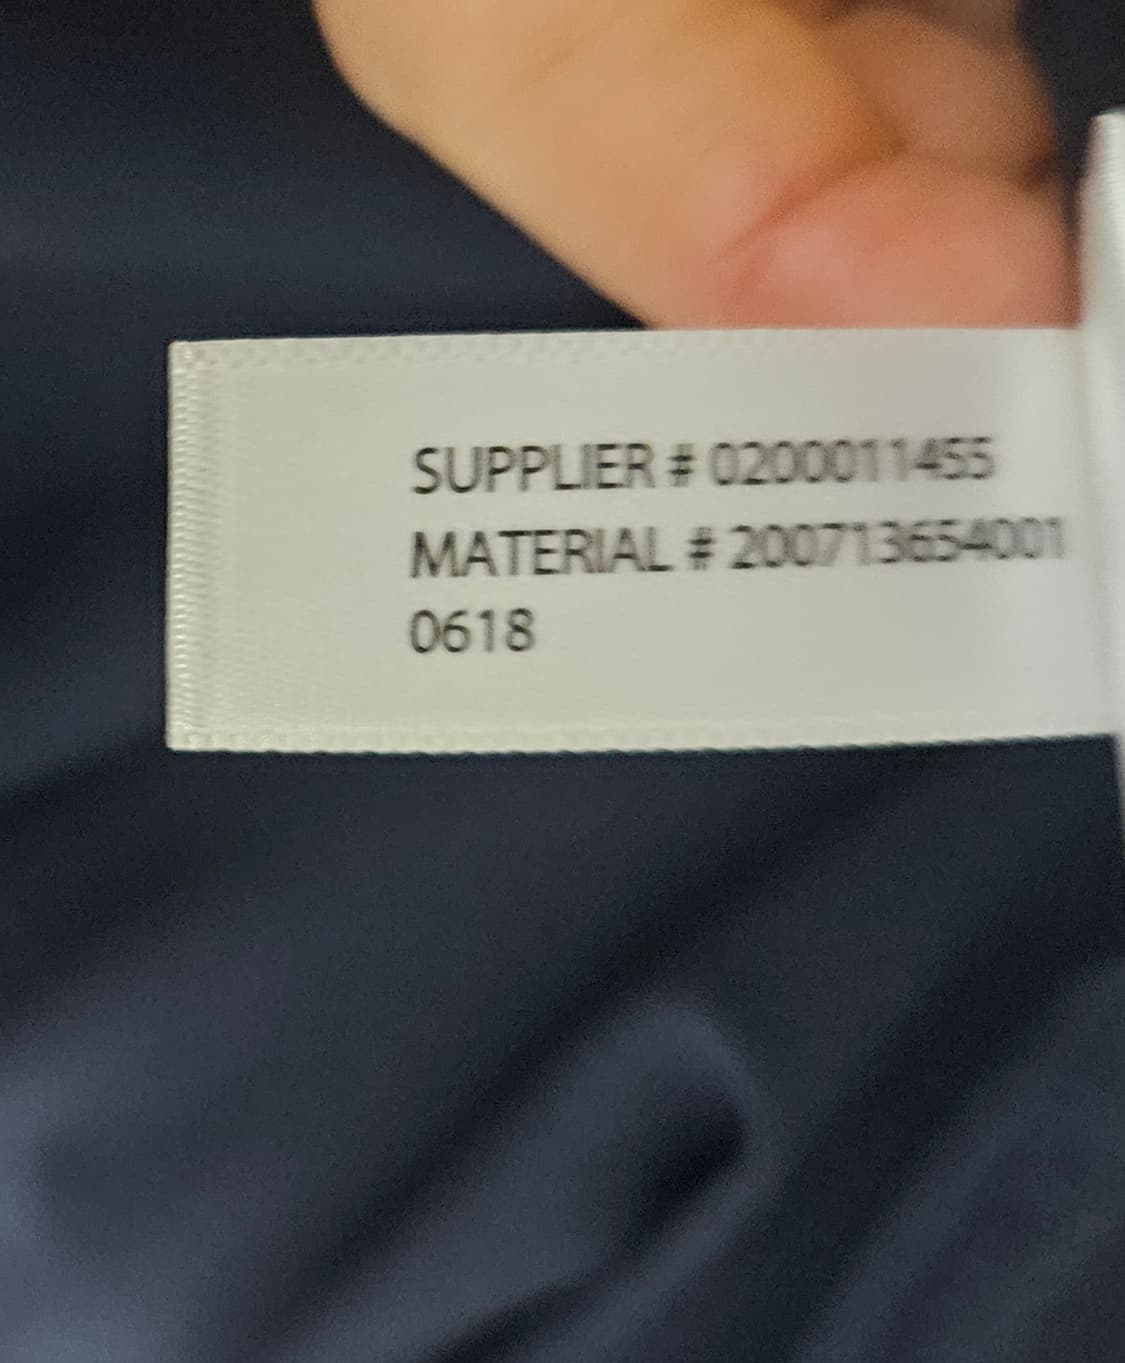 SUPPLIER # 0200011455
MATERIAL # 200713654001
0618